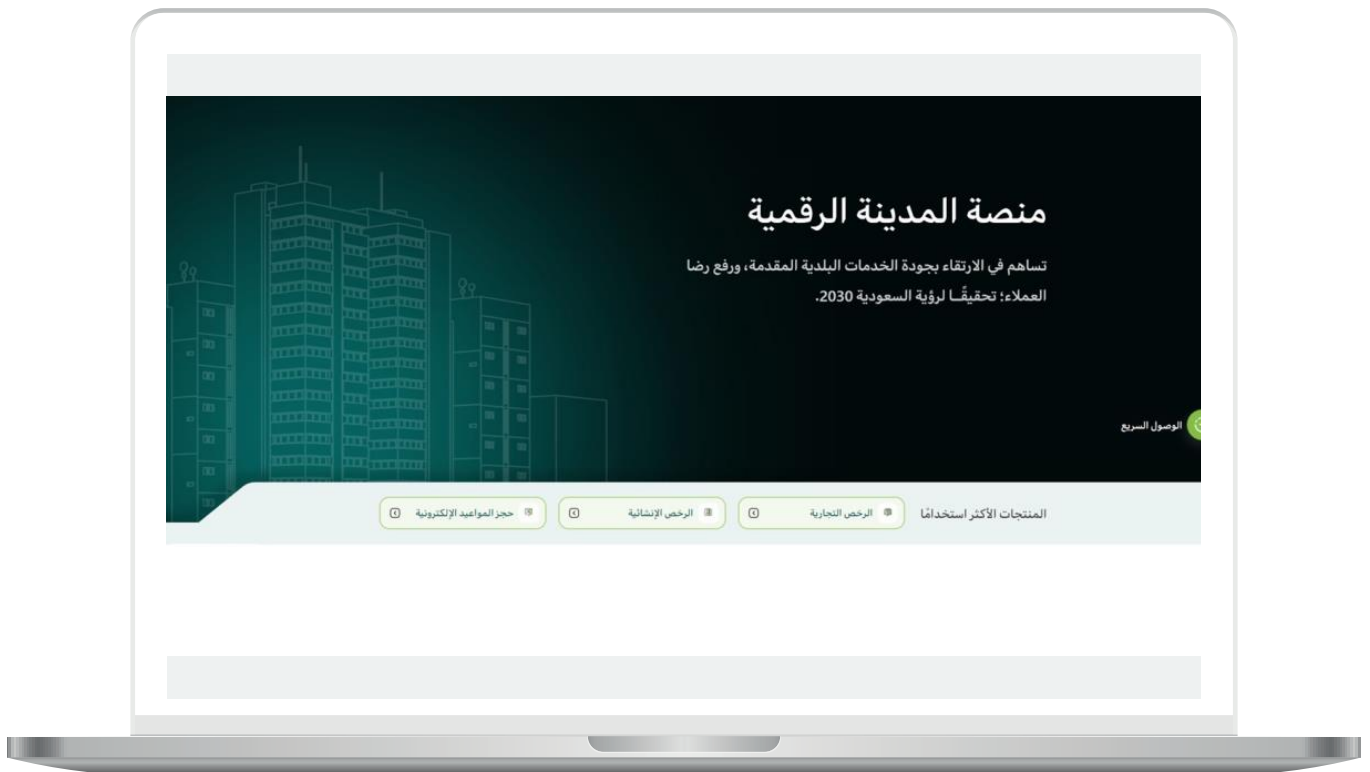 منصة المدينة الرقمية
تساهم في الارتقاء بجودة الخدمات البلدية المقدمة، ورفع رضا
العملاء؛ تحقيقًــا لرؤية السعودية 2030.
الوصول السريع
المنتجات الأكثر استخدامًا
الرخص التجارية
الرخص الإنشائية
حجز المواعيد الإلكترونية